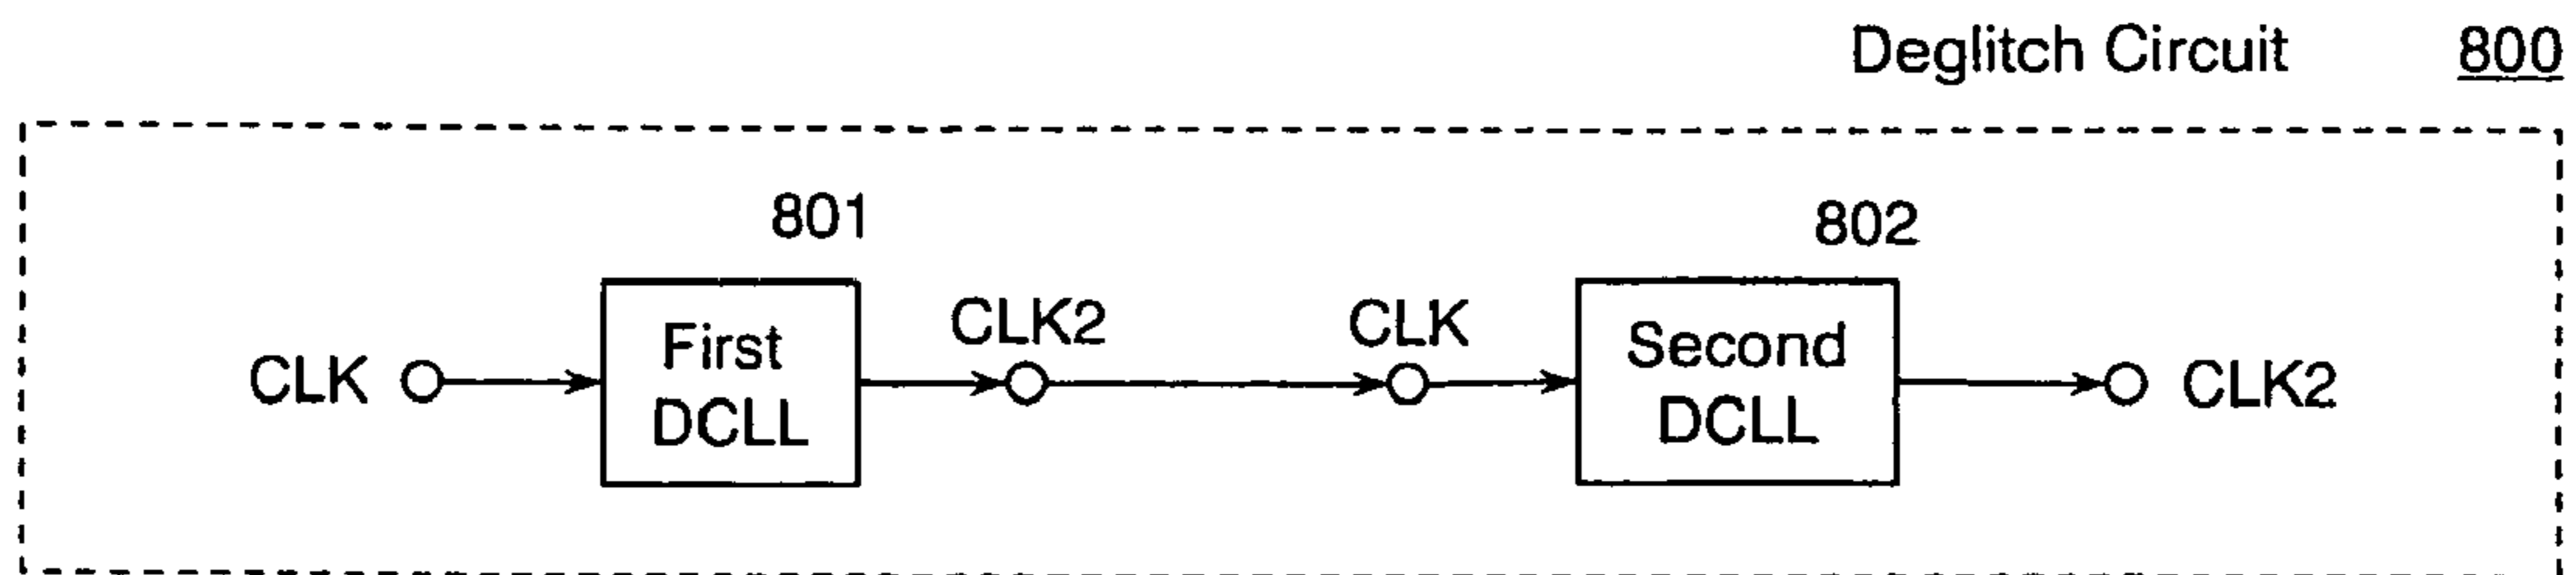 Deglitch Circuit 800
801
802
CLK
First
DCLL
CLK2
CLK
Second
DCLL
CLK2